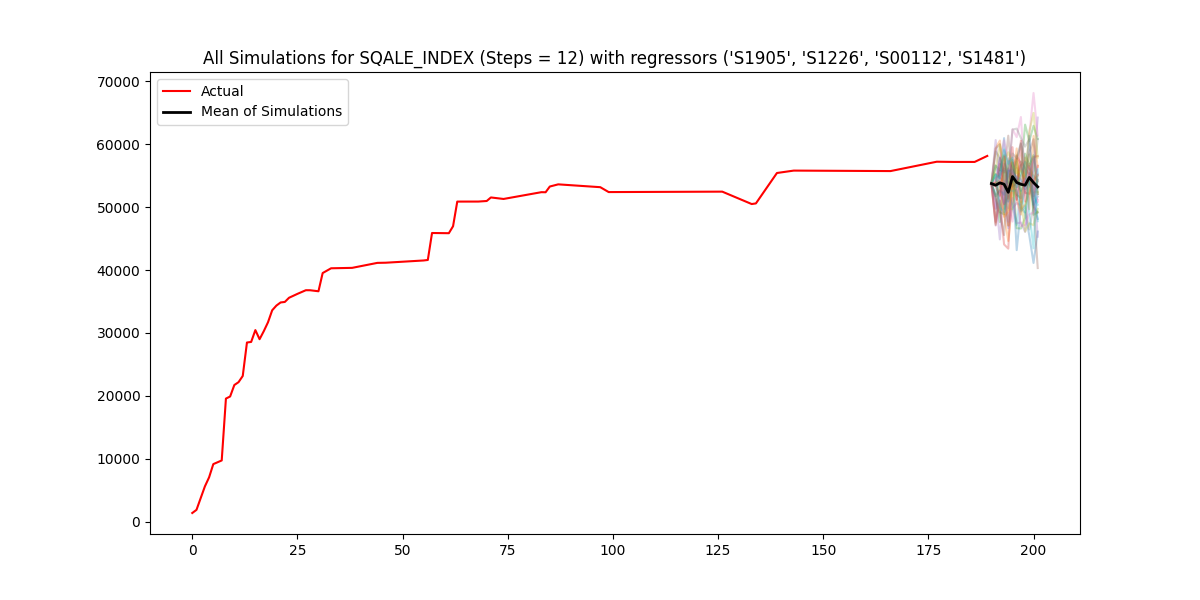 All Simulations for SQALE_INDEX (Steps = 12) with regressors ('S1905', 'S1226', 'S00112', 'S1481')
Actual
Mean of Simulations
70000
60000
50000
40000
30000
20000
10000
0
0 25 50 75 100 125 150 175 200